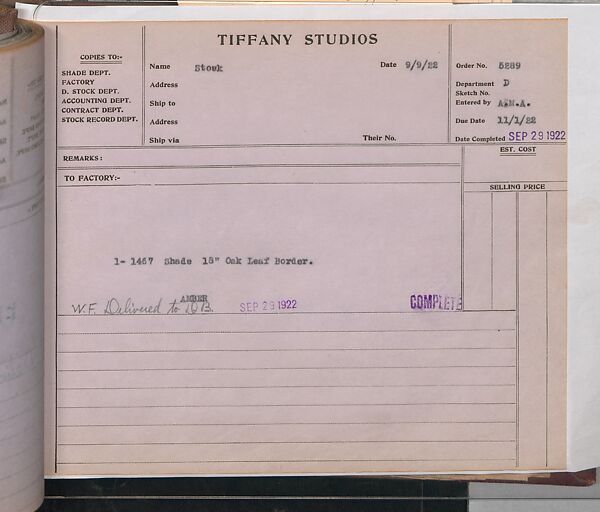 TIFFANY STUDIOS
COPIES TO:-
SHADE DEPT.
FACTORY
D. STOCK DEPT.
ACCOUNTING DEPT.
CONTRACT DEPT.
STOCK RECORD DEPT.
Name Stock Date 9/9/22
Address
Ship to
Address
Ship via Their No.
Order No. 5289
Department D
Sketch No.
Entered by A.M.A.
Due Date 11/1/22
Date Completed SEP 29 1922
REMARKS:
EST. COST
TO FACTORY:-
SELLING PRICE
1- 1467 Shade 18" Oak Leaf Border.
AMBER
W.F. Delivered to D.B. SEP 29 1922 COMPLETE